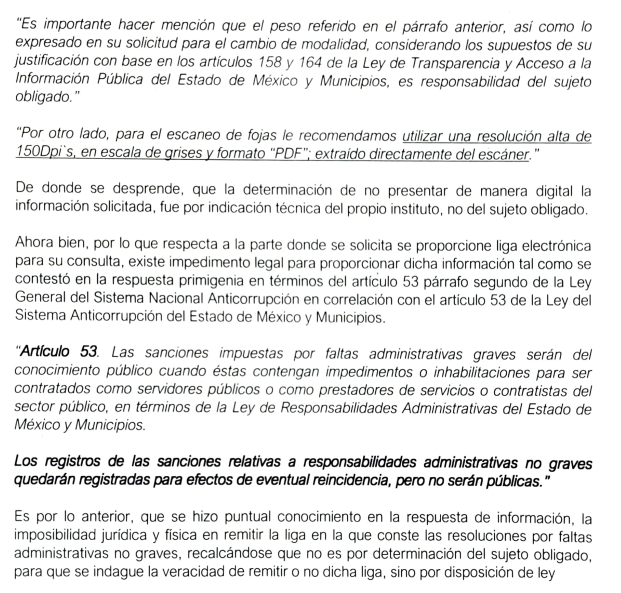 "Es importante hacer mención que el peso referido en el párrafo anterior, así como lo
expresado en su solicitud para el cambio de modalidad, considerando los supuestos de su
justificación con base en los artículos 158 y 164 de la Ley de Transparencia y Acceso a la
Información Pública del Estado de México y Municipios, es responsabilidad del sujeto
obligado."
"Por otro lado, para el escaneo de fojas le recomendamos utilizar una resolución alta de
150Dpi`s, en escala de grises y formato "PDF"; extraído directamente del escáner."
De donde se desprende, que la determinación de no presentar de manera digital la
información solicitada, fue por indicación técnica del propio instituto, no del sujeto obligado.
Ahora bien, por lo que respecta a la parte donde se solicita se proporcione liga electrónica
para su consulta, existe impedimento legal para proporcionar dicha información tal como se
contestó en la respuesta primigenia en términos del artículo 53 párrafo segundo de la Ley
General del Sistema Nacional Anticorrupción en correlación con el artículo 53 de la Ley del
Sistema Anticorrupción del Estado de México y Municipios.
"Artículo 53. Las sanciones impuestas por faltas administrativas graves serán del
conocimiento público cuando éstas contengan impedimentos o inhabilitaciones para ser
contratados como servidores públicos o como prestadores de servicios o contratistas del
sector público, en términos de la Ley de Responsabilidades Administrativas del Estado de
México y Municipios.
Los registros de las sanciones relativas a responsabilidades administrativas no graves
quedarán registradas para efectos de eventual reincidencia, pero no serán públicas."
Es por lo anterior, que se hizo puntual conocimiento en la respuesta de información, la
imposibilidad jurídica y física en remitir la liga en la que conste las resoluciones por faltas
administrativas no graves, recalcándose que no es por determinación del sujeto obligado,
para que se indague la veracidad de remitir o no dicha liga, sino por disposición de ley